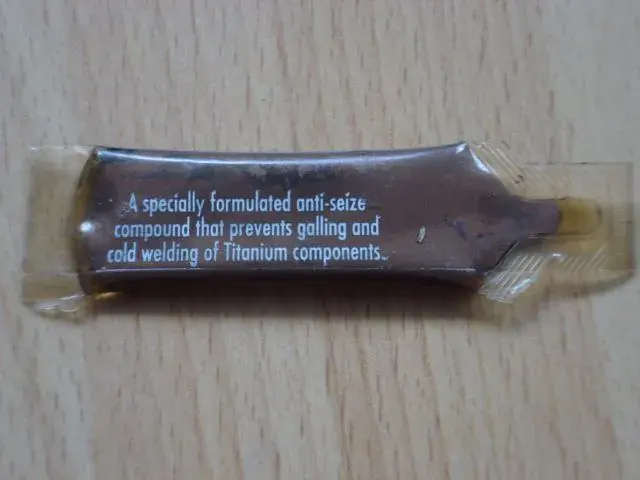 A specially formulated anti-seize
compound that prevents galling and
cold welding of Titanium components.